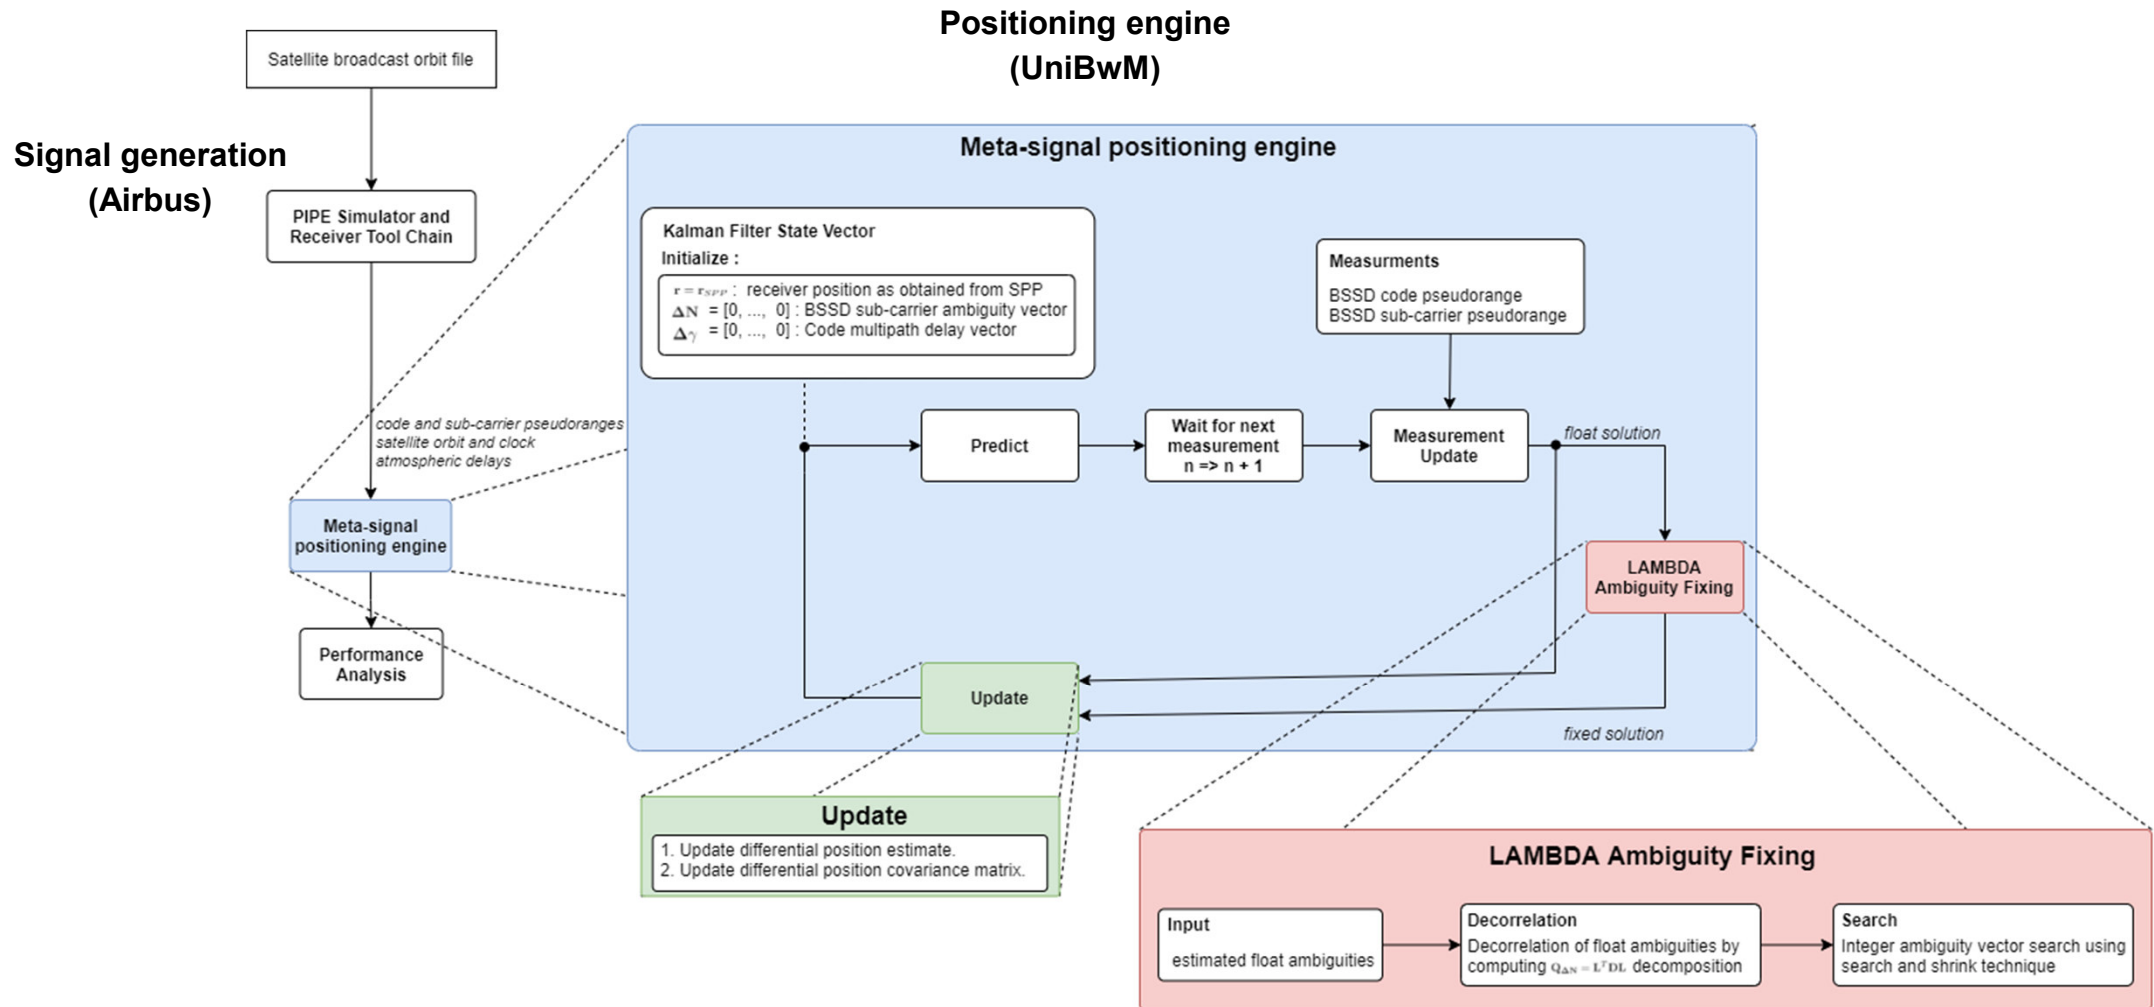 Positioning engine
(UniBwM)
Satellite broadcast orbit file
Signal generation
(Airbus)
PIPE Simulator and
Receiver Tool Chain
code and sub-carrier pseudoranges
satellite orbit and clock
atmospheric delays
Meta-signal
positioning engine
Performance
Analysis
Meta-signal positioning engine
Kalman Filter State Vector
Initialize :
r = r_SPP : receiver position as obtained from SPP
ΔN = [0, ..., 0] : BSSD sub-carrier ambiguity vector
Δγ = [0, ..., 0] : Code multipath delay vector
Measurments
BSSD code pseudorange
BSSD sub-carrier pseudorange
Predict
Wait for next
measurement
n => n + 1
Measurement
Update
float solution
LAMBDA
Ambiguity Fixing
Update
fixed solution
Update
1. Update differential position estimate.
2. Update differential position covariance matrix.
LAMBDA Ambiguity Fixing
Input
estimated float ambiguities
Decorrelation
Decorrelation of float ambiguities by
computing Q_ΔN = L^T DL decomposition
Search
Integer ambiguity vector search using
search and shrink technique